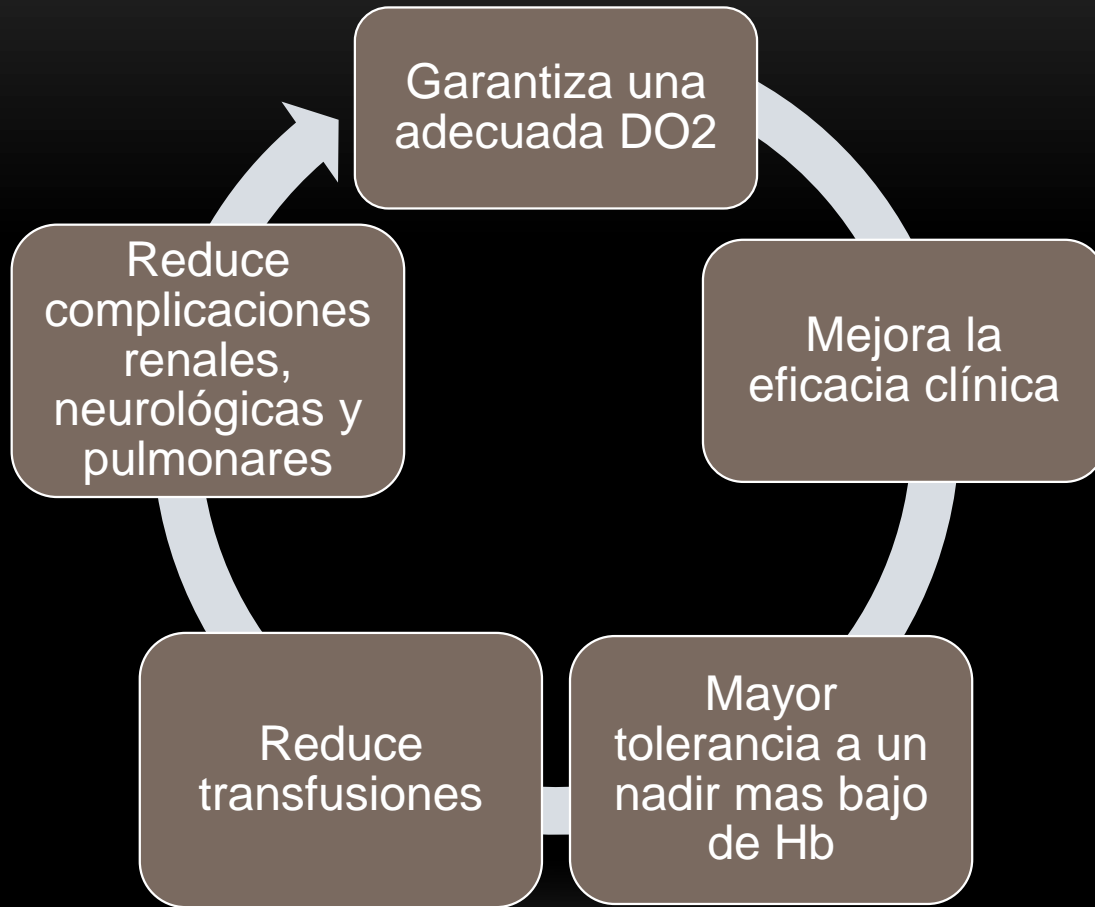 Garantiza una
adecuada DO2
Mejora la
eficacia clínica
Mayor
tolerancia a un
nadir mas bajo
de Hb
Reduce
transfusiones
Reduce
complicaciones
renales,
neurológicas y
pulmonares